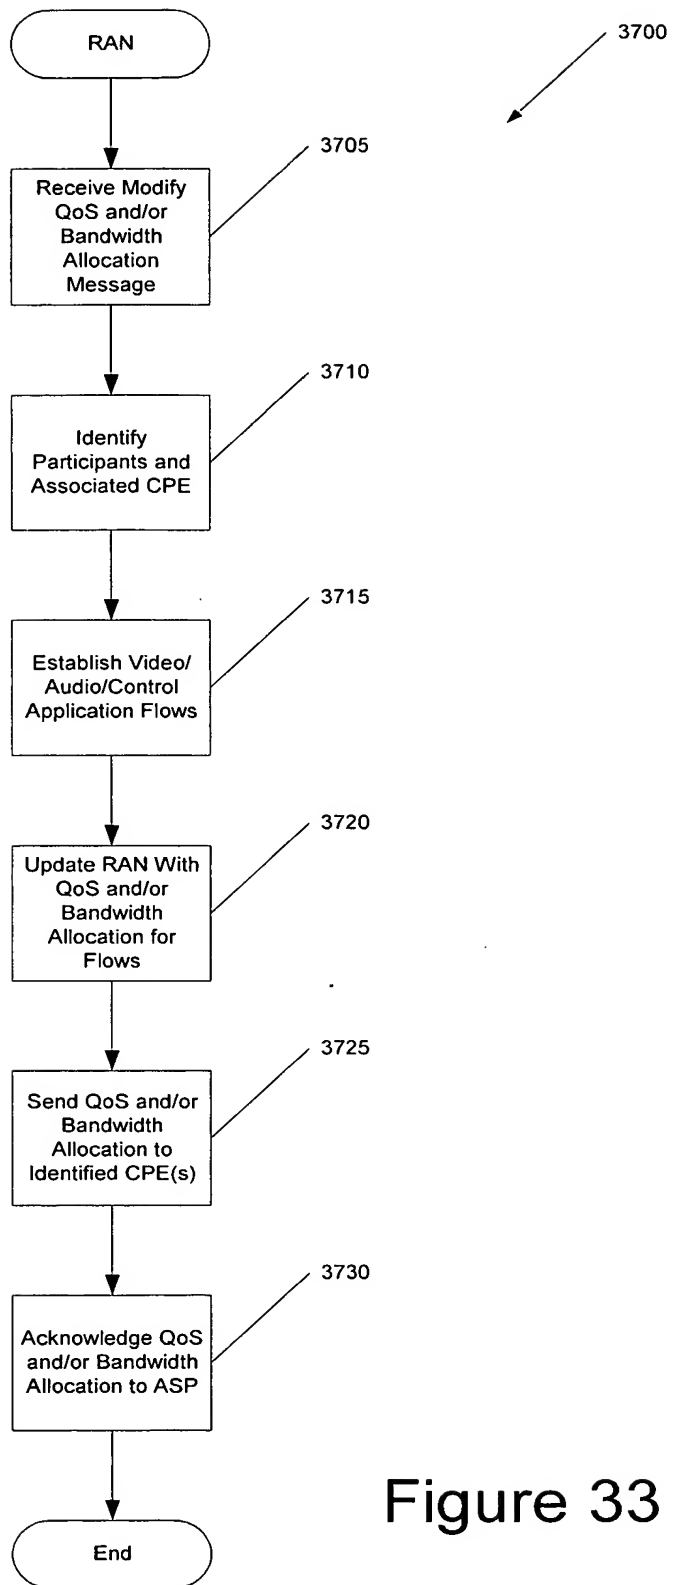 RAN
3700
3705
Receive Modify
QoS and/or
Bandwidth
Allocation
Message
3710
Identify
Participants and
Associated CPE
3715
Establish Video/
Audio/Control
Application Flows
3720
Update RAN With
QoS and/or
Bandwidth
Allocation for
Flows
3725
Send QoS and/or
Bandwidth
Allocation to
Identified CPE(s)
3730
Acknowledge QoS
and/or Bandwidth
Allocation to ASP
End
Figure 33